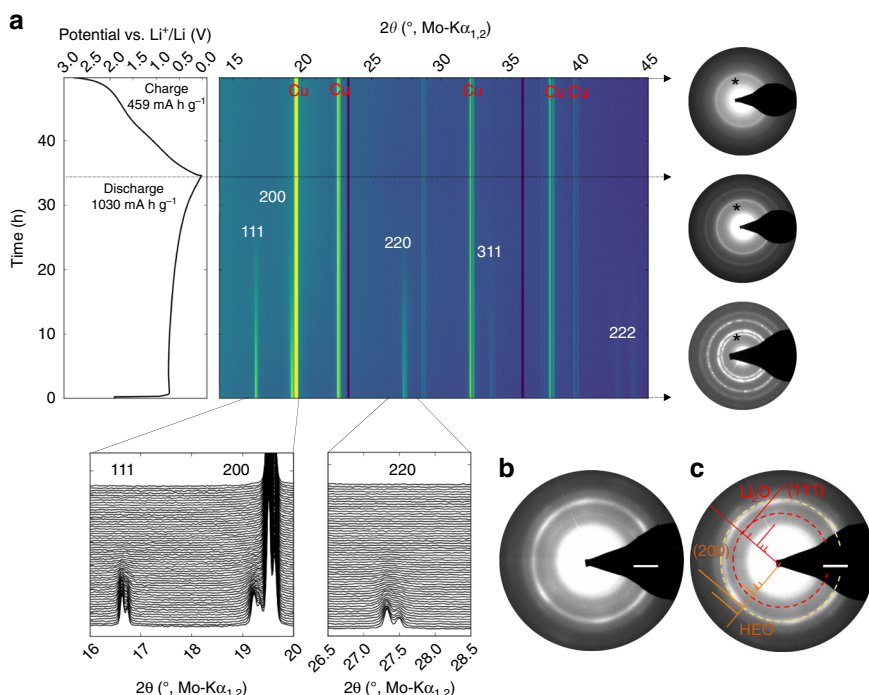 a
Potential vs. Li⁺/Li (V)
3.0 2.5 2.0 1.5 1.0 0.5 0.0
2θ (°, Mo-Kα₁,₂)
15 20 25 30 35 40 45
Charge
459 mA h g⁻¹
Cu Cu Cu Cu Cu
*
40
Discharge
1030 mA h g⁻¹
*
30
200
111
220
311
Time (h)
20
10
222
*
0
111 200
220
16 17 18 19 20
2θ (°, Mo-Kα₁,₂)
26.5 27.0 27.5 28.0 28.5
2θ (°, Mo-Kα₁,₂)
b
c
Li₂O (111)
(200)
HEO